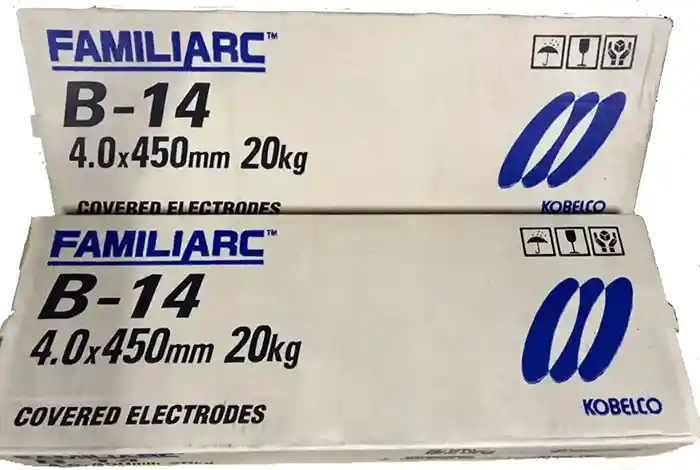 FAMILIARC™
B-14
4.0x450mm 20kg
COVERED ELECTRODES
KOBELCO
FAMILIARC™
B-14
4.0x450mm 20kg
COVERED ELECTRODES
KOBELCO